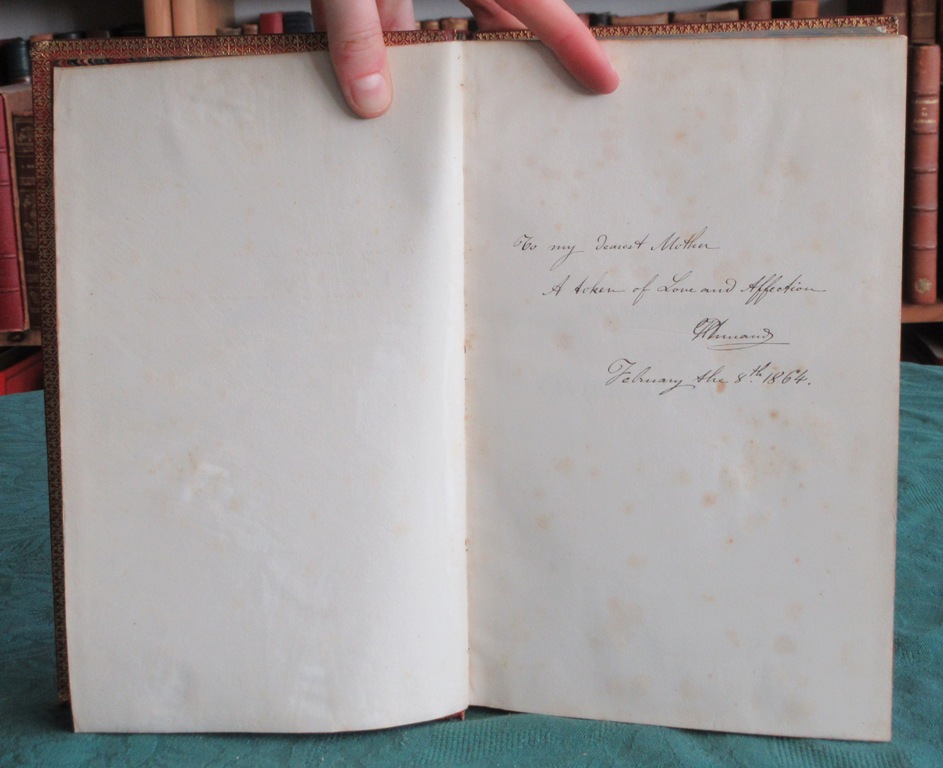 To my dearest Mother
A token of Love and Affection
February the 8th. 1864.